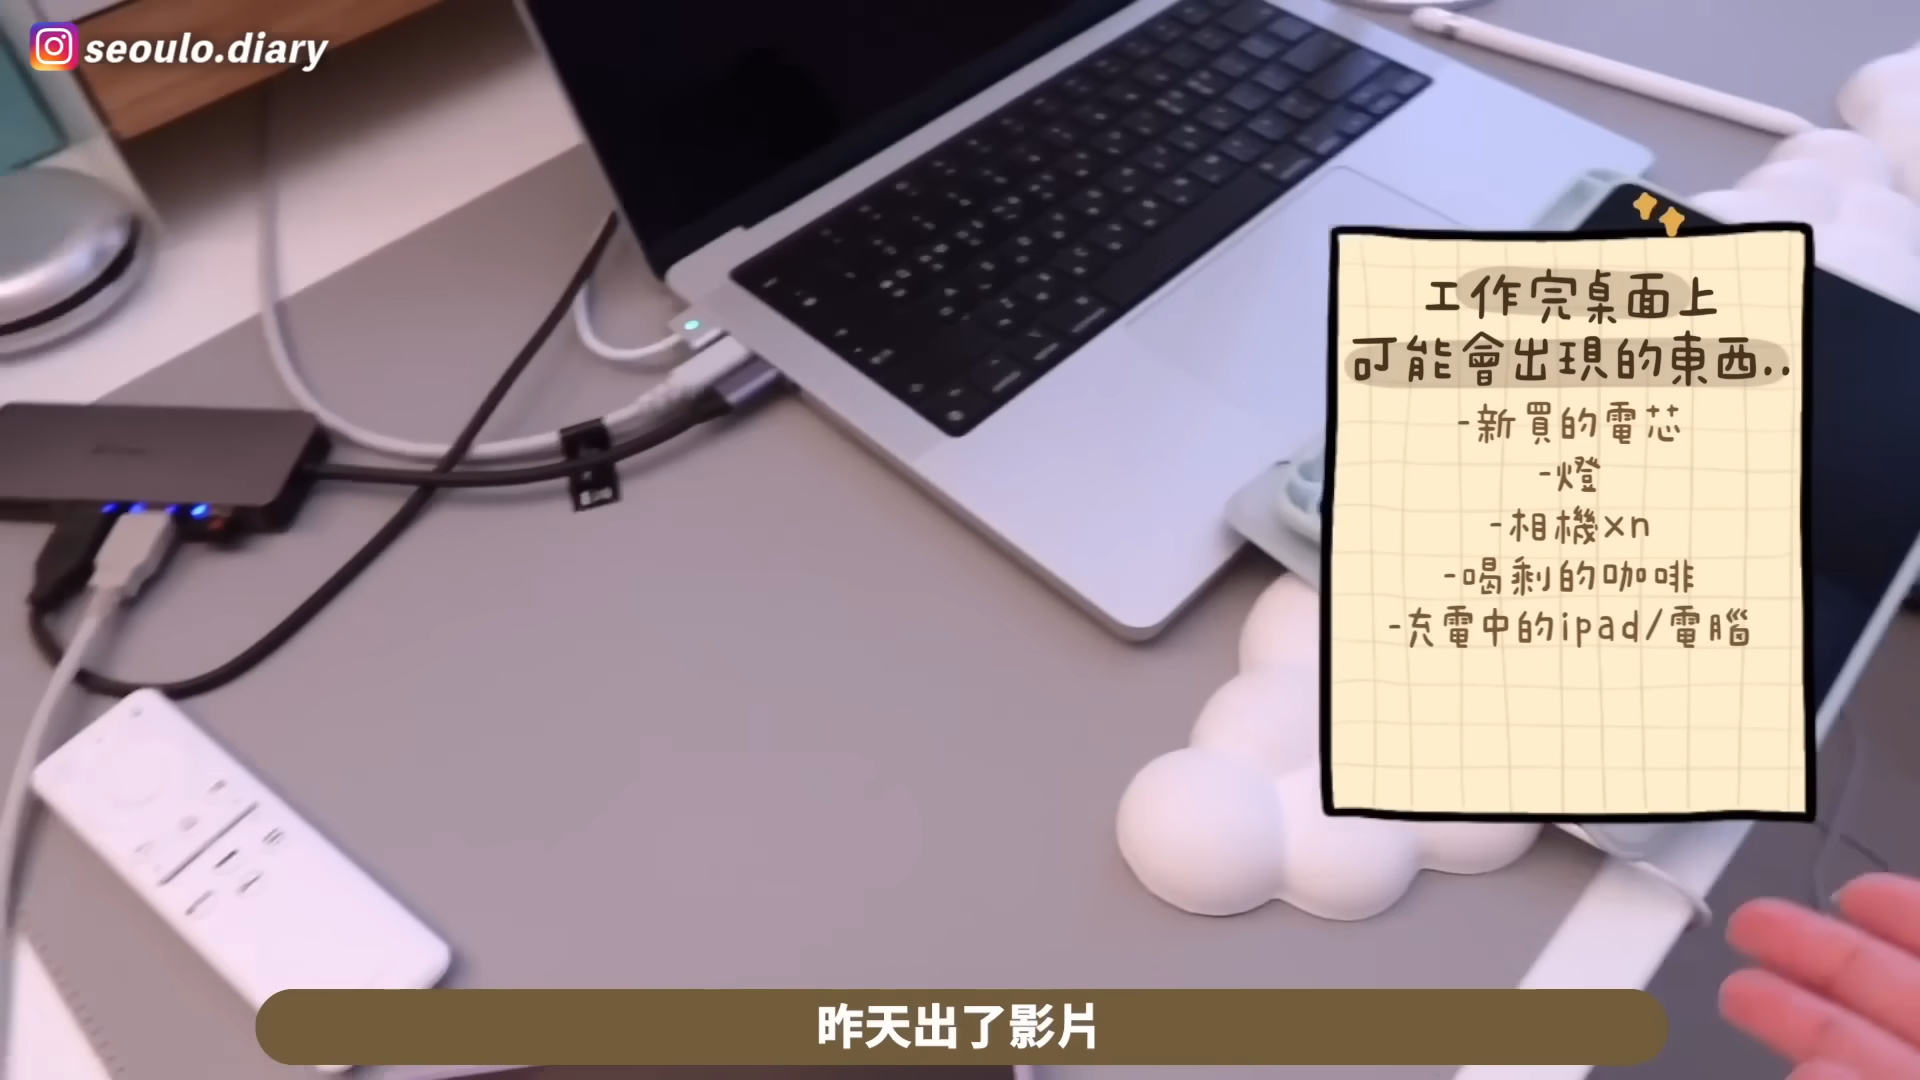 seoulo.diary
工作完桌面上
可能會出現的東西..
-新買的電芯
-燈
-相機xn
-喝剩的咖啡
-充電中的ipad/電腦
昨天出了影片